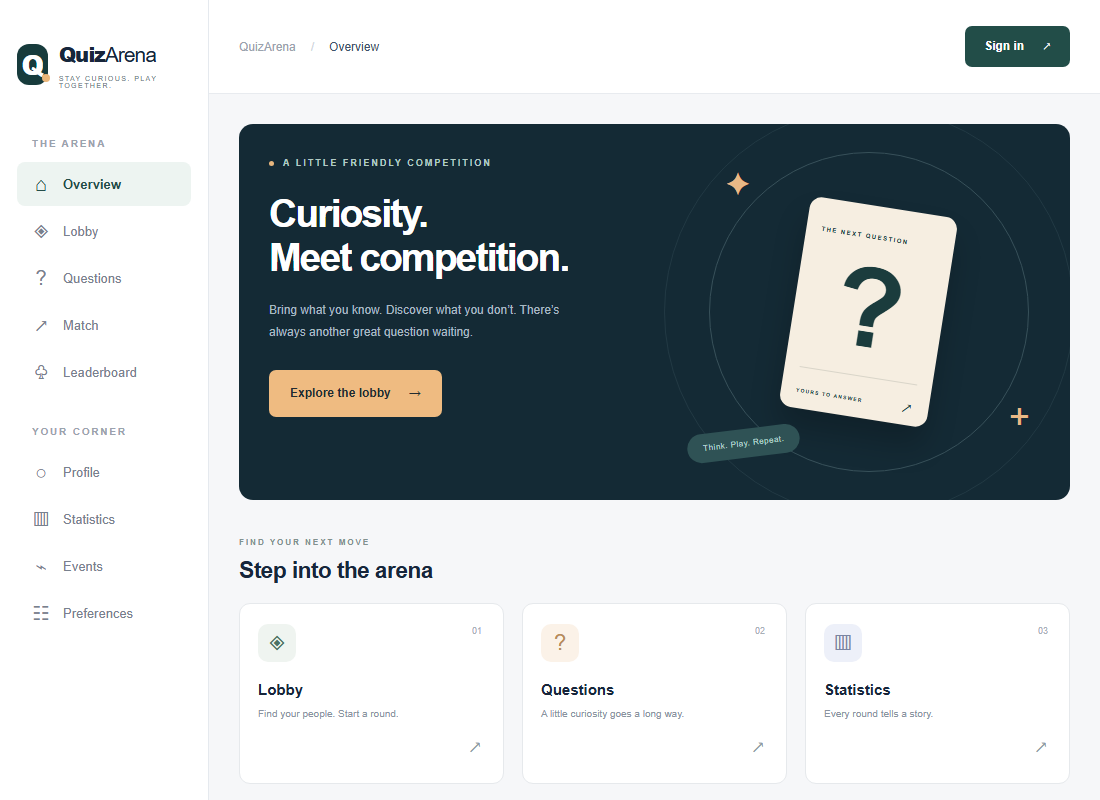 Q
QuizArena
STAY CURIOUS. PLAY
TOGETHER.
THE ARENA
Overview
Lobby
? Questions
Match
Leaderboard
YOUR CORNER
Profile
Statistics
Events
Preferences
QuizArena / Overview
Sign in ↗
A LITTLE FRIENDLY COMPETITION
Curiosity.
Meet competition.
Bring what you know. Discover what you don’t. There’s
always another great question waiting.
Explore the lobby →
THE NEXT QUESTION
?
YOURS TO ANSWER ↗
Think. Play. Repeat.
FIND YOUR NEXT MOVE
Step into the arena
01
Lobby
Find your people. Start a round.
↗
? 02
Questions
A little curiosity goes a long way.
↗
03
Statistics
Every round tells a story.
↗